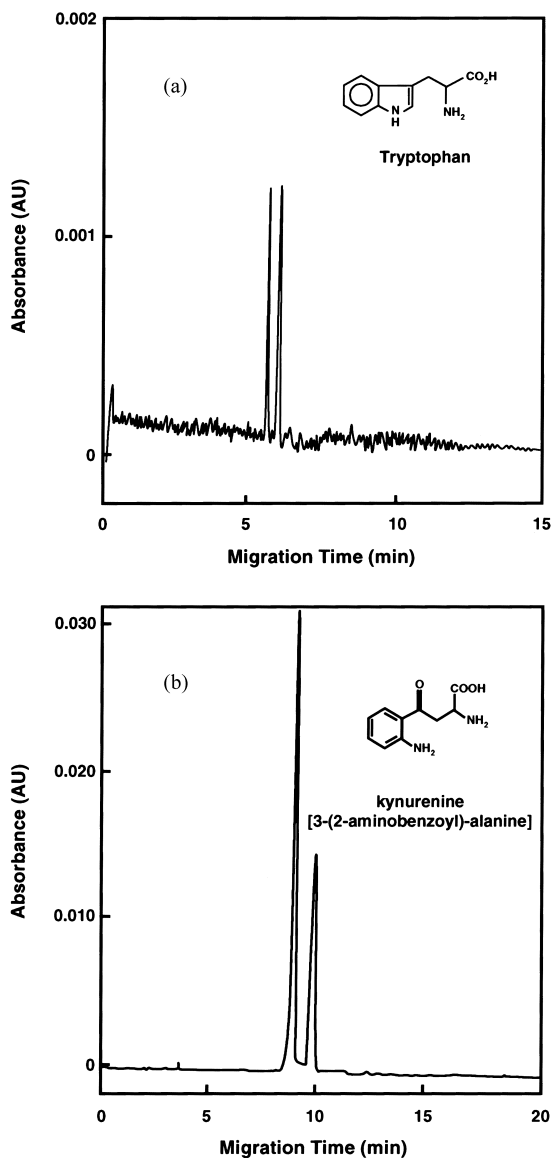 0.002
(a)
CO₂H
N
H
NH₂
Tryptophan
Absorbance (AU)
0.001
0
0 5 10 15
Migration Time (min)
0.030
(b)
O
COOH
NH₂
NH₂
0.020
kynurenine
[3-(2-aminobenzoyl)-alanine]
Absorbance (AU)
0.010
0
0 5 10 15 20
Migration Time (min)